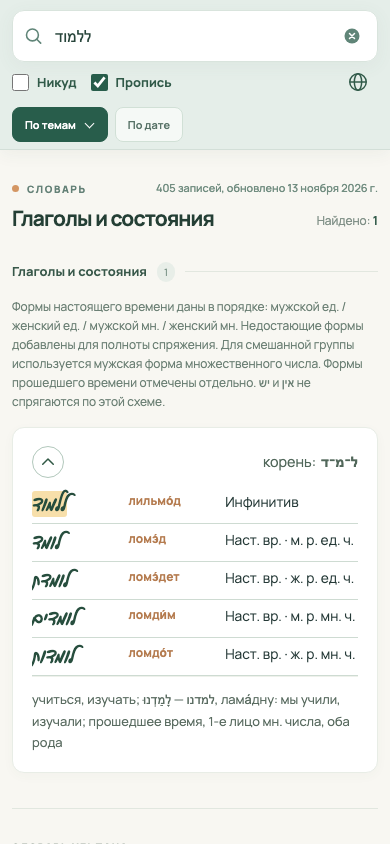 ללמוד
Никуд
Пропись
По темам
По дате
СЛОВАРЬ
405 записей, обновлено 13 ноября 2026 г.
Глаголы и состояния
Найдено: 1
Глаголы и состояния 1
Формы настоящего времени даны в порядке: мужской ед. /
женский ед. / мужской мн. / женский мн. Недостающие формы
добавлены для полноты спряжения. Для смешанной группы
используется мужская форма множественного числа. Формы
прошедшего времени отмечены отдельно. יש и אין не
спрягаются по этой схеме.
корень: ל־מ־ד
ללמוד лильмо́д Инфинитив
לומד ломэ́д Наст. вр. · м. р. ед. ч.
לומדת ломэ́дет Наст. вр. · ж. р. ед. ч.
לומדים ломди́м Наст. вр. · м. р. мн. ч.
לומדות ломдо́т Наст. вр. · ж. р. мн. ч.
учиться, изучать; למדנו — לָמַדְנוּ, лама́дну: мы учили,
изучали; прошедшее время, 1-е лицо мн. числа, оба
рода